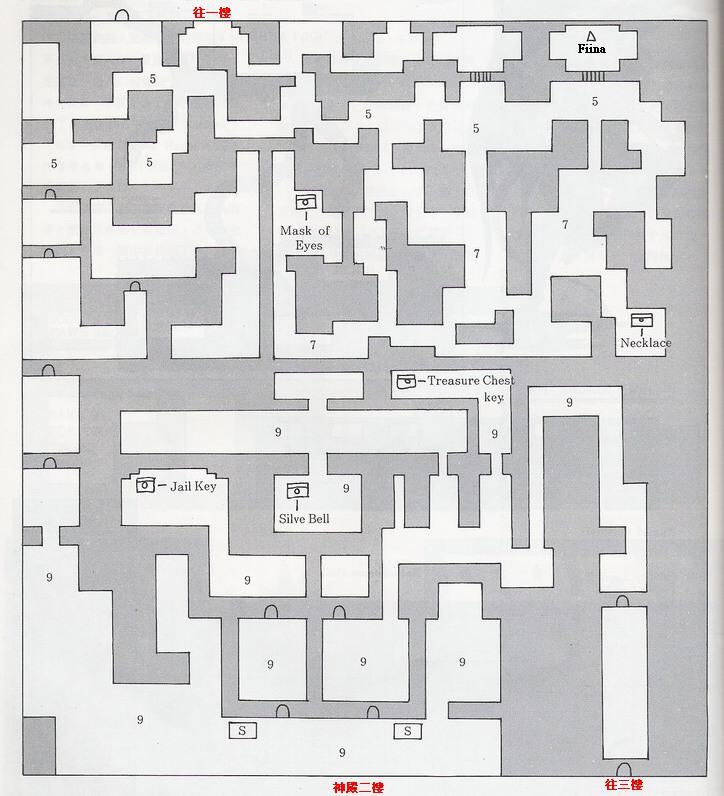 往一樓
Fiina
5
5
5
5
5
5
Mask of
Eyes
7
7
7
Necklace
Treasure Chest
key
9
9
9
Jail Key
9
Silve Bell
9
9
9
9
9
9
S
S
9
神殿二樓
往三樓